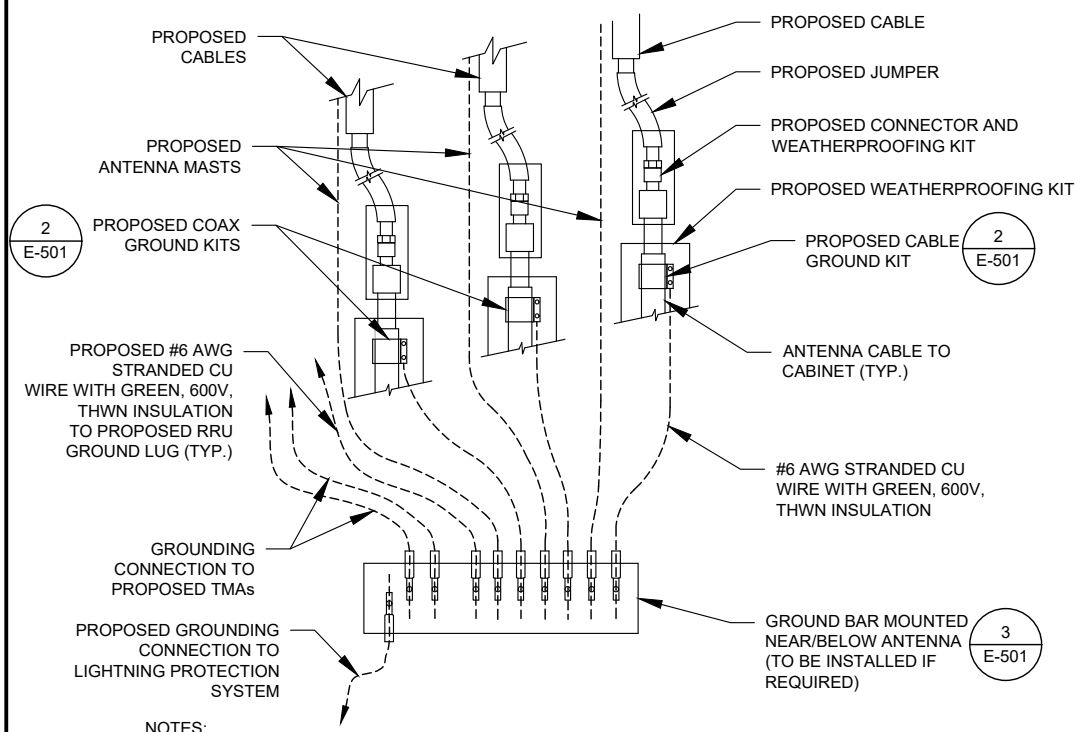 PROPOSED
CABLES
PROPOSED
ANTENNA MASTS
2
E-501
PROPOSED COAX
GROUND KITS
PROPOSED #6 AWG
STRANDED CU
WIRE WITH GREEN, 600V,
THWN INSULATION
TO PROPOSED RRU
GROUND LUG (TYP.)
GROUNDING
CONNECTION TO
PROPOSED TMAs
PROPOSED GROUNDING
CONNECTION TO
LIGHTNING PROTECTION
SYSTEM
NOTES:
PROPOSED CABLE
PROPOSED JUMPER
PROPOSED CONNECTOR AND
WEATHERPROOFING KIT
PROPOSED WEATHERPROOFING KIT
PROPOSED CABLE
GROUND KIT
2
E-501
ANTENNA CABLE TO
CABINET (TYP.)
#6 AWG STRANDED CU
WIRE WITH GREEN, 600V,
THWN INSULATION
GROUND BAR MOUNTED
NEAR/BELOW ANTENNA
(TO BE INSTALLED IF
REQUIRED)
3
E-501